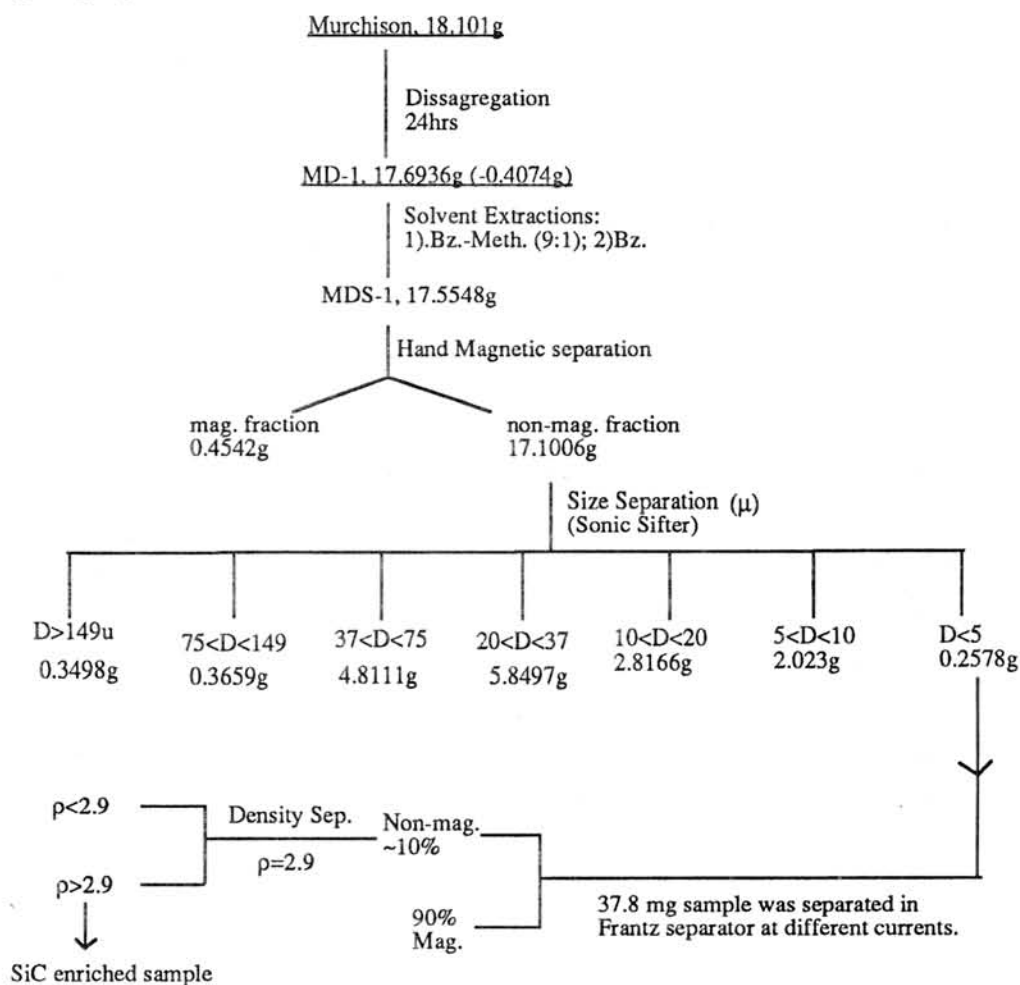 Murchison, 18.101g
Dissagregation
24hrs
MD-1, 17.6936g (-0.4074g)
Solvent Extractions:
1).Bz.-Meth. (9:1); 2)Bz.
MDS-1, 17.5548g
Hand Magnetic separation
mag. fraction
0.4542g
non-mag. fraction
17.1006g
Size Separation (μ)
(Sonic Sifter)
D>149u
0.3498g
75<D<149
0.3659g
37<D<75
4.8111g
20<D<37
5.8497g
10<D<20
2.8166g
5<D<10
2.023g
D<5
0.2578g
37.8 mg sample was separated in
Frantz separator at different currents.
Non-mag.
~10%
90%
Mag.
Density Sep.
ρ=2.9
ρ<2.9
ρ>2.9
SiC enriched sample